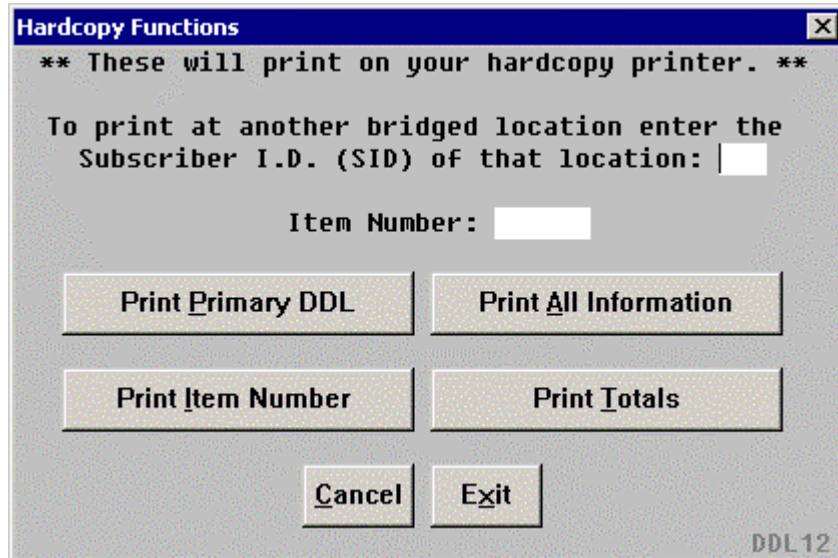 Hardcopy Functions
** These will print on your hardcopy printer. **
To print at another bridged location enter the
Subscriber I.D. (SID) of that location:
Item Number:
Print Primary DDL
Print All Information
Print Item Number
Print Totals
Cancel
Exit
DDL12